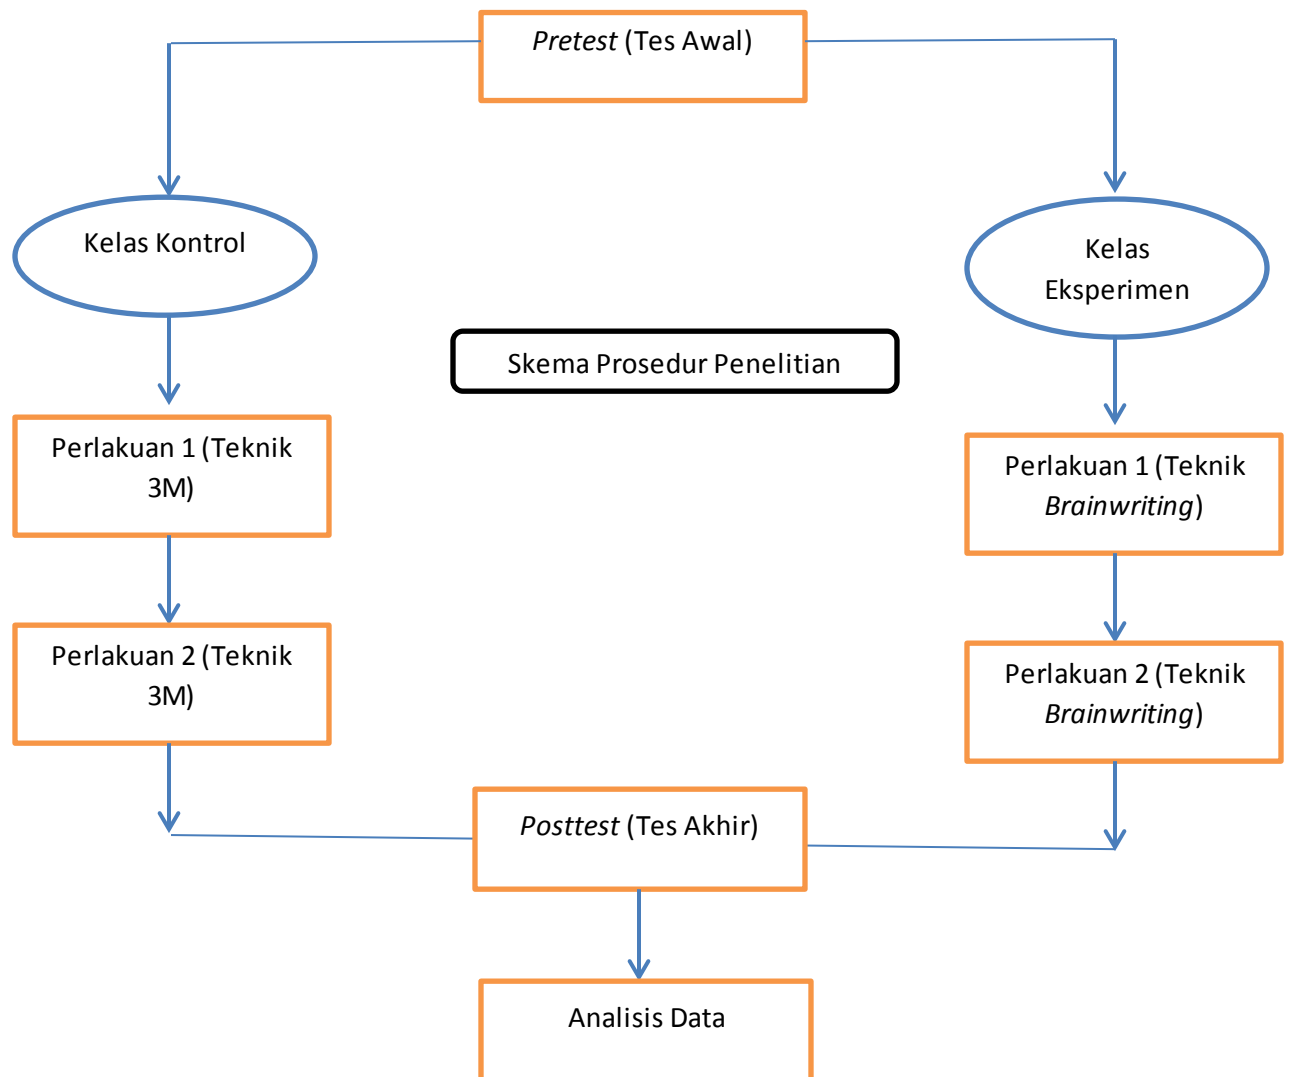 Pretest (Tes Awal)
Kelas Kontrol
Kelas
Eksperimen
Skema Prosedur Penelitian
Perlakuan 1 (Teknik
3M)
Perlakuan 1 (Teknik
Brainwriting)
Perlakuan 2 (Teknik
3M)
Perlakuan 2 (Teknik
Brainwriting)
Posttest (Tes Akhir)
Analisis Data